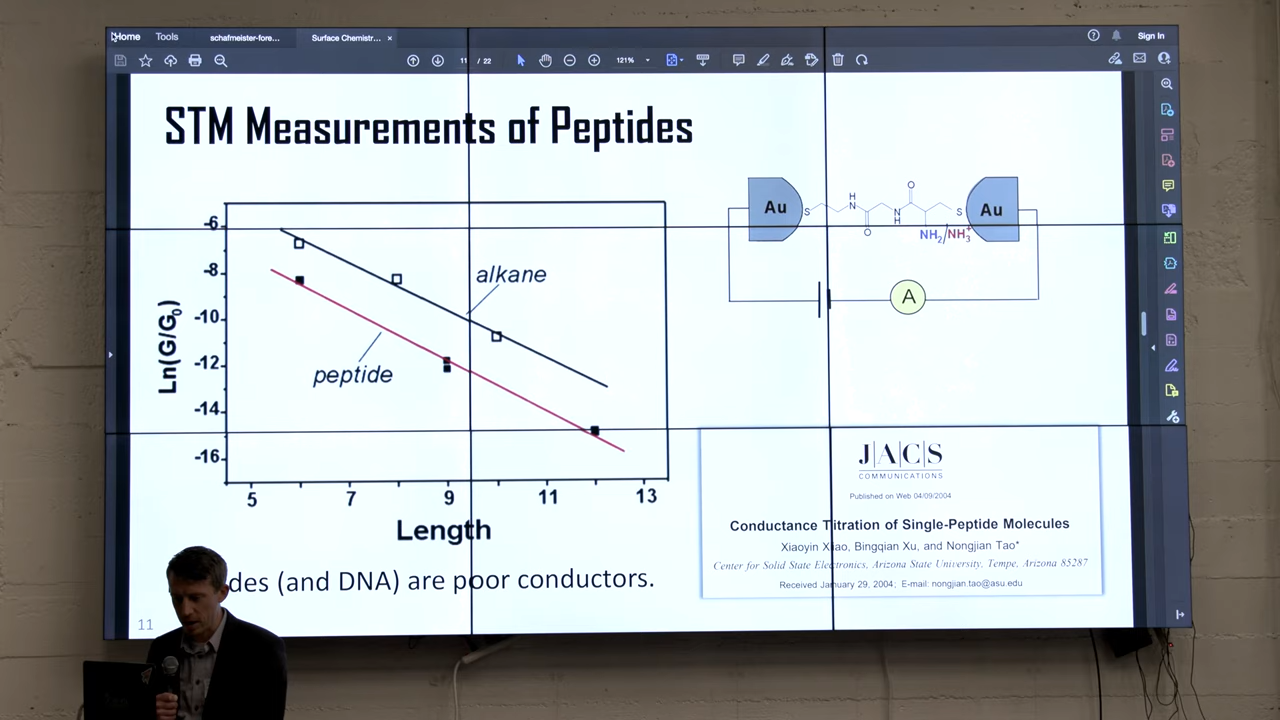 Home
Tools
schafmeister-fore...
Surface Chemistr... ×
Sign In
11 / 22
121%
STM Measurements of Peptides
-6
-8
-10
-12
-14
-16
Ln(G/G0)
alkane
peptide
5 7 9 11 13
Length
Au
S
H
N
O
O
N
H
S
NH2/NH3+
Au
A
J|A|C|S
COMMUNICATIONS
Published on Web 04/09/2004
Conductance Titration of Single-Peptide Molecules
Xiaoyin Xiao, Bingqian Xu, and Nongjian Tao*
Center for Solid State Electronics, Arizona State University, Tempe, Arizona 85287
Received January 29, 2004; E-mail: nongjian.tao@asu.edu
des (and DNA) are poor conductors.
11